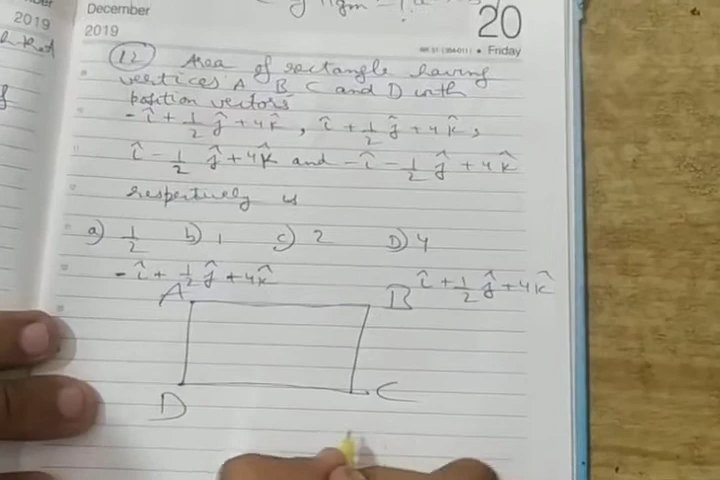 December
2019
2019
20
Friday
12 Area of rectangle having
vertices A B C and D with
position vectors
-î + 1/2 ĵ + 4k̂, î + 1/2 ĵ + 4k̂,
î - 1/2 ĵ + 4k̂ and -î - 1/2 ĵ + 4k̂
respectively is
a) 1/2 b) 1 c) 2 D) 4
-î + 1/2 ĵ + 4k̂
A B î + 1/2 ĵ + 4k̂
D C